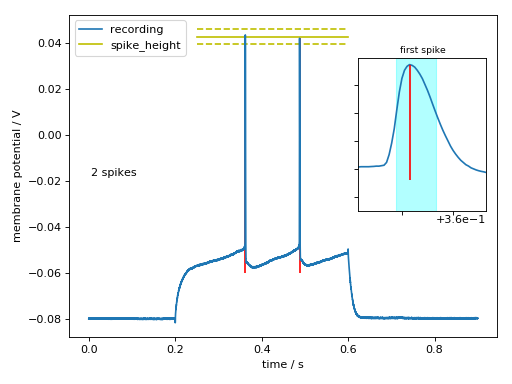 recording
spike_height
first spike
+3.6e−1
2 spikes
0.04
0.02
0.00
−0.02
−0.04
−0.06
−0.08
membrane potential / V
0.0
0.2
0.4
0.6
0.8
time / s